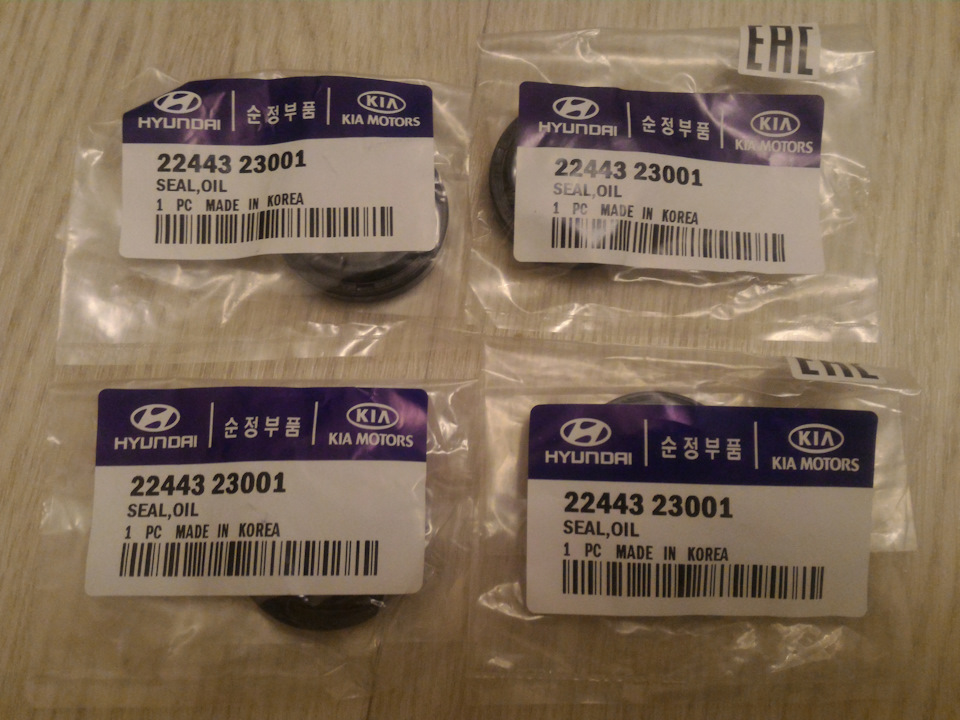 HYUNDAI 순정부품 KIA
KIA MOTORS
22443 23001
SEAL,OIL
1 PC MADE IN KOREA
EAC
HYUNDAI 순정부품 KIA
KIA MOTORS
22443 23001
SEAL,OIL
1 PC MADE IN KOREA
HYUNDAI 순정부품 KIA
KIA MOTORS
22443 23001
SEAL,OIL
1 PC MADE IN KOREA
EAC
HYUNDAI 순정부품 KIA
KIA MOTORS
22443 23001
SEAL,OIL
1 PC MADE IN KOREA